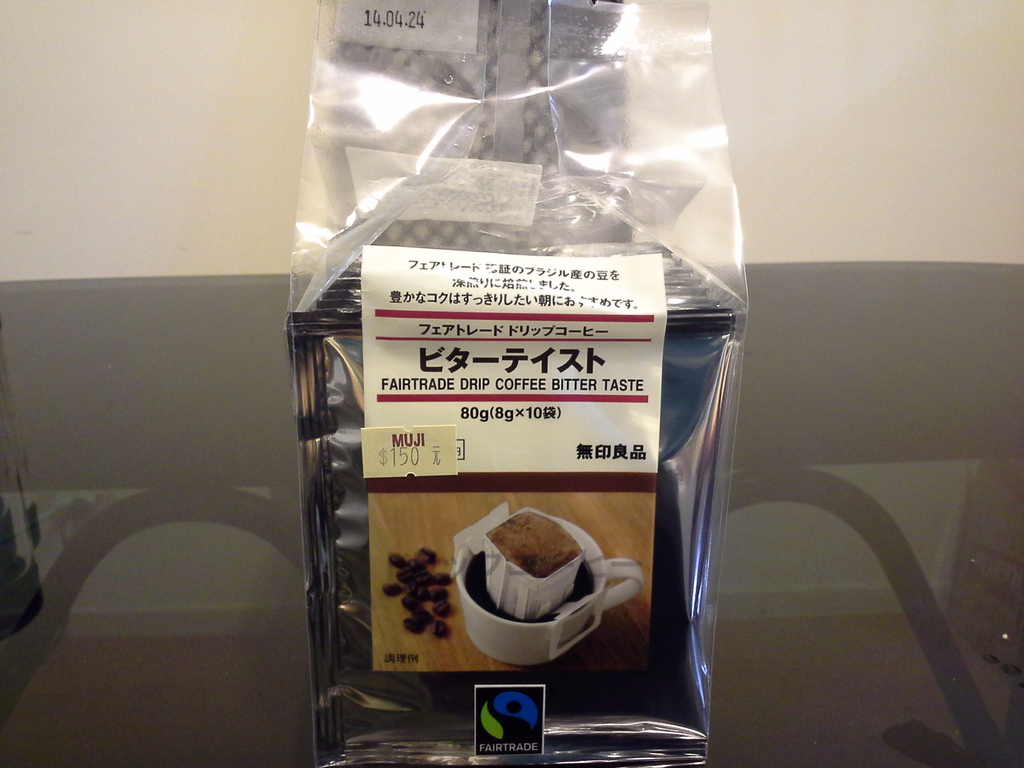 14.04.24
フェアトレード認証のブラジル産の豆を
深煎りに焙煎しました。
豊かなコクはすっきりしたい朝におすすめです。
フェアトレード ドリップコーヒー
ビターテイスト
FAIRTRADE DRIP COFFEE BITTER TASTE
80g(8g×10袋)
MUJI
$150 元
無印良品
調理例
FAIRTRADE